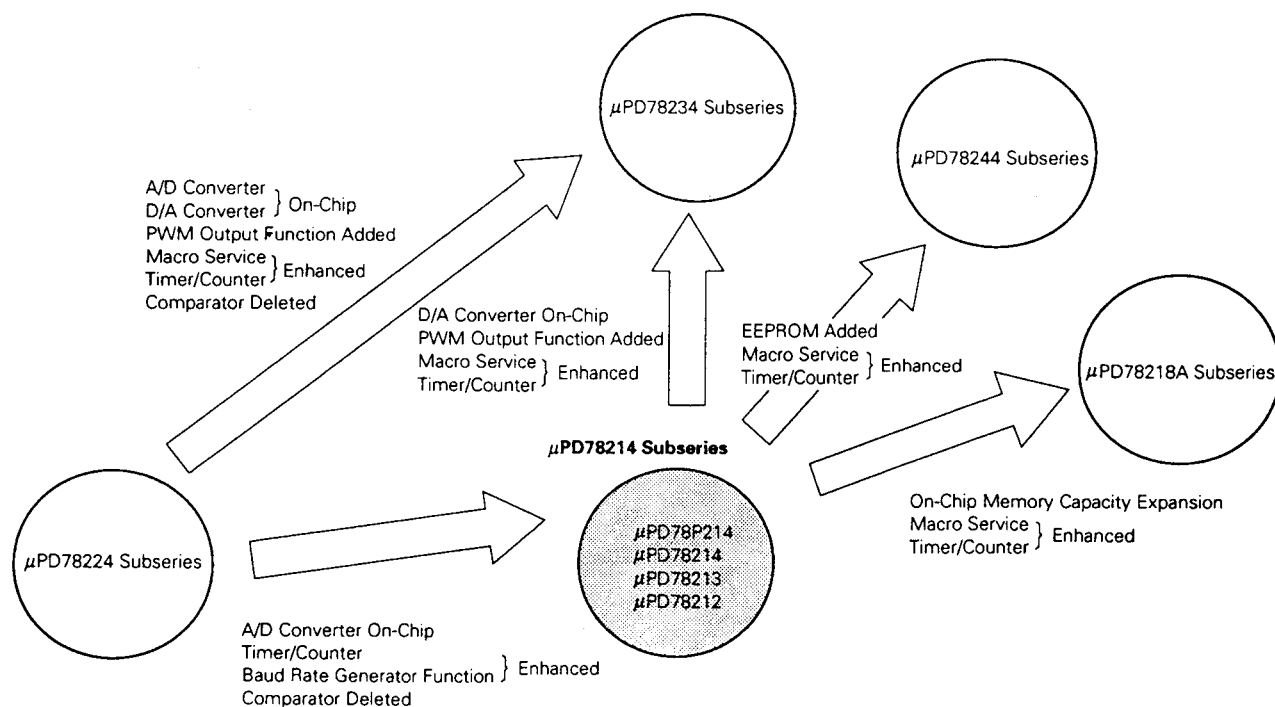 μPD78234 Subseries
μPD78244 Subseries
A/D Converter
D/A Converter } On-Chip
PWM Output Function Added
Macro Service
Timer/Counter } Enhanced
Comparator Deleted
D/A Converter On-Chip
PWM Output Function Added
Macro Service
Timer/Counter } Enhanced
EEPROM Added
Macro Service
Timer/Counter } Enhanced
μPD78218A Subseries
μPD78214 Subseries
On-Chip Memory Capacity Expansion
Macro Service
Timer/Counter } Enhanced
μPD78224 Subseries
μPD78P214
μPD78214
μPD78213
μPD78212
A/D Converter On-Chip
Timer/Counter
Baud Rate Generator Function } Enhanced
Comparator Deleted